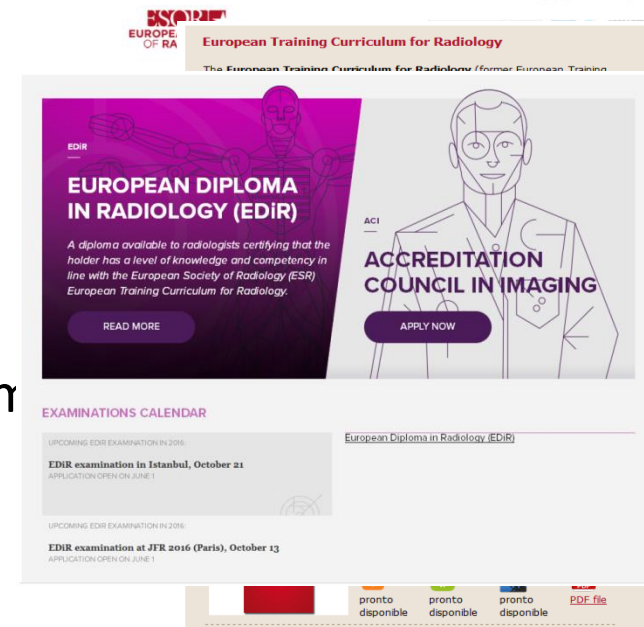 ESOR
EUROPE
OF RA
European Training Curriculum for Radiology
The European Training Curriculum for Radiology (former European Training
EDiR
EUROPEAN DIPLOMA
IN RADIOLOGY (EDiR)
A diploma available to radiologists certifying that the
holder has a level of knowledge and competency in
line with the European Society of Radiology (ESR)
European Training Curriculum for Radiology.
READ MORE
ACI
ACCREDITATION
COUNCIL IN IMAGING
APPLY NOW
EXAMINATIONS CALENDAR
UPCOMING EDIR EXAMINATION IN 2016:
EDiR examination in Istanbul, October 21
APPLICATION OPEN ON JUNE 1
European Diploma in Radiology (EDiR)
UPCOMING EDIR EXAMINATION IN 2016:
EDiR examination at JFR 2016 (Paris), October 13
APPLICATION OPEN ON JUNE 1
pronto pronto pronto PDF file
disponible disponible disponible